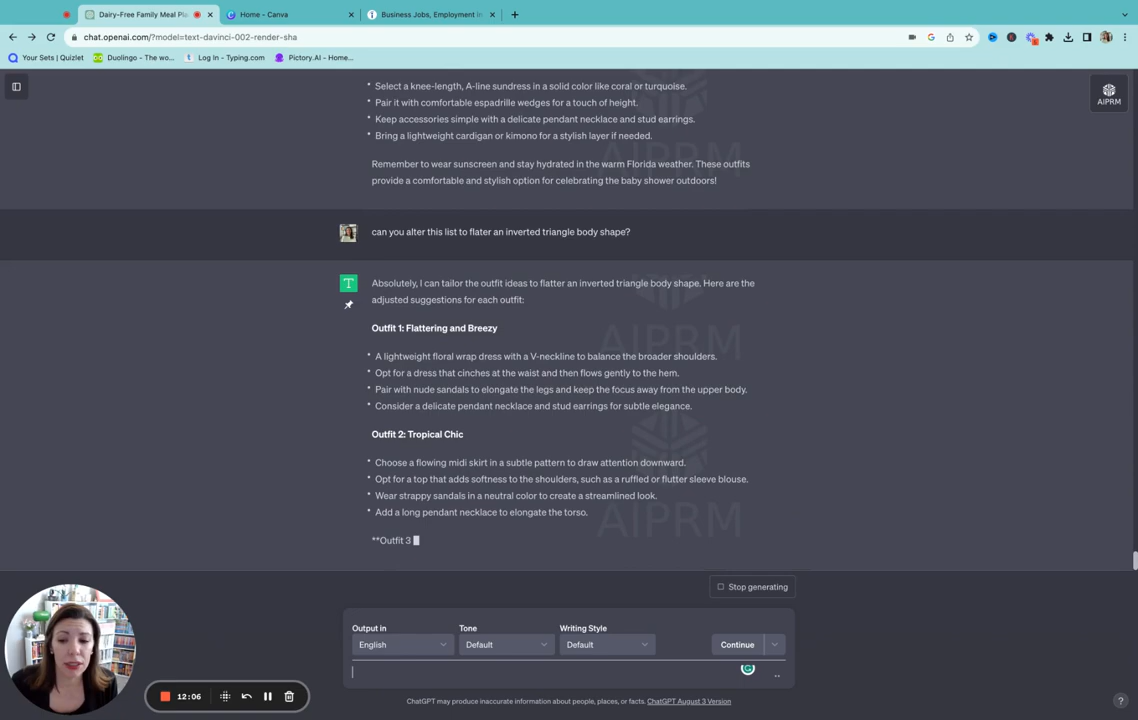 Dairy-Free Family Meal Pla
Home - Canva
Business Jobs, Employment in
chat.openai.com/?model=text-davinci-002-render-sha
Your Sets | Quizlet
Duolingo - The wo...
Log In - Typing.com
Pictory.AI - Home...
AIPRM
Select a knee-length, A-line sundress in a solid color like coral or turquoise.
Pair it with comfortable espadrille wedges for a touch of height.
Keep accessories simple with a delicate pendant necklace and stud earrings.
Bring a lightweight cardigan or kimono for a stylish layer if needed.
AIPRM
Remember to wear sunscreen and stay hydrated in the warm Florida weather. These outfits
provide a comfortable and stylish option for celebrating the baby shower outdoors!
can you alter this list to flater an inverted triangle body shape?
Absolutely, I can tailor the outfit ideas to flatter an inverted triangle body shape. Here are the
adjusted suggestions for each outfit:
Outfit 1: Flattering and Breezy
AIPRM
A lightweight floral wrap dress with a V-neckline to balance the broader shoulders.
Opt for a dress that cinches at the waist and then flows gently to the hem.
Pair with nude sandals to elongate the legs and keep the focus away from the upper body.
Consider a delicate pendant necklace and stud earrings for subtle elegance.
Outfit 2: Tropical Chic
Choose a flowing midi skirt in a subtle pattern to draw attention downward.
Opt for a top that adds softness to the shoulders, such as a ruffled or flutter sleeve blouse.
Wear strappy sandals in a neutral color to create a streamlined look.
Add a long pendant necklace to elongate the torso.
AIPRM
**Outfit 3
Stop generating
Output in
Tone
Writing Style
English
Default
Default
Continue
12:06
ChatGPT may produce inaccurate information about people, places, or facts. ChatGPT August 3 Version